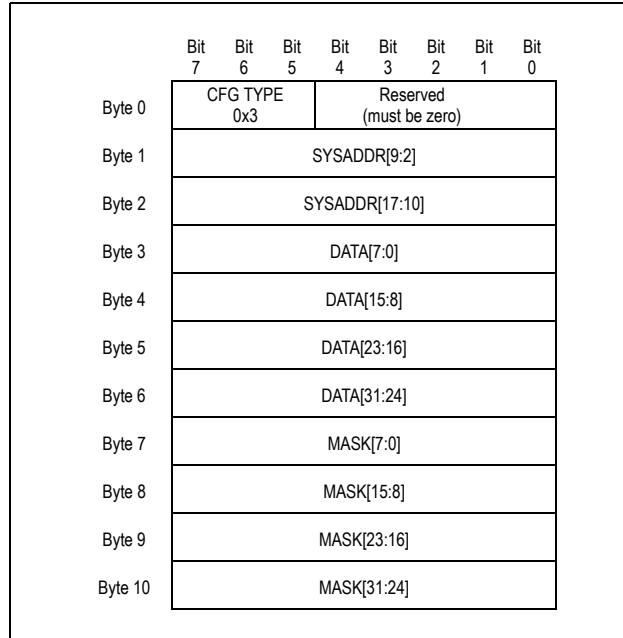 Bit Bit Bit Bit Bit Bit Bit Bit
7 6 5 4 3 2 1 0
Byte 0 CFG TYPE Reserved
0x3 (must be zero)
Byte 1 SYSADDR[9:2]
Byte 2 SYSADDR[17:10]
Byte 3 DATA[7:0]
Byte 4 DATA[15:8]
Byte 5 DATA[23:16]
Byte 6 DATA[31:24]
Byte 7 MASK[7:0]
Byte 8 MASK[15:8]
Byte 9 MASK[23:16]
Byte 10 MASK[31:24]